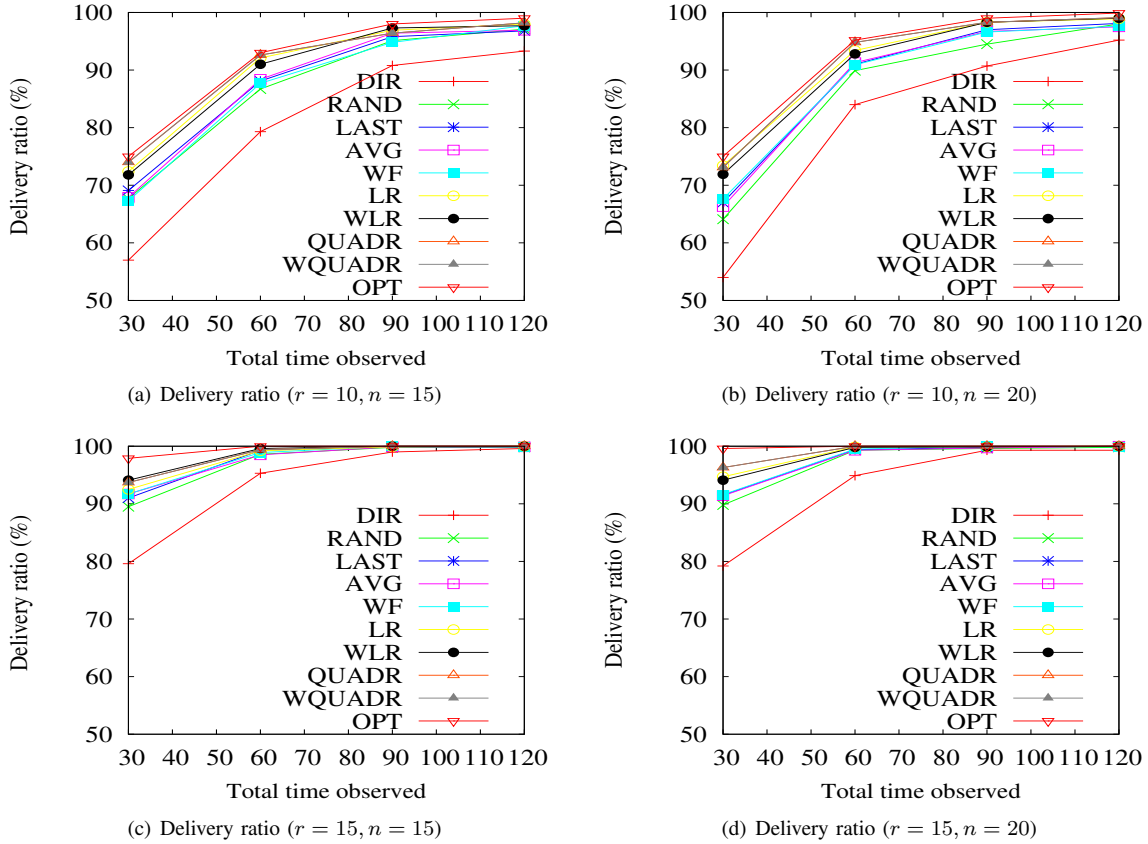 Delivery ratio (%)
100
90
80
70
60
50
30 40 50 60 70 80 90 100 110 120
Total time observed
DIR
RAND
LAST
AVG
WF
LR
WLR
QUADR
WQUADR
OPT
(a) Delivery ratio (r = 10, n = 15)
Delivery ratio (%)
100
90
80
70
60
50
30 40 50 60 70 80 90 100 110 120
Total time observed
DIR
RAND
LAST
AVG
WF
LR
WLR
QUADR
WQUADR
OPT
(b) Delivery ratio (r = 10, n = 20)
Delivery ratio (%)
100
90
80
70
60
50
30 40 50 60 70 80 90 100 110 120
Total time observed
DIR
RAND
LAST
AVG
WF
LR
WLR
QUADR
WQUADR
OPT
(c) Delivery ratio (r = 15, n = 15)
Delivery ratio (%)
100
90
80
70
60
50
30 40 50 60 70 80 90 100 110 120
Total time observed
DIR
RAND
LAST
AVG
WF
LR
WLR
QUADR
WQUADR
OPT
(d) Delivery ratio (r = 15, n = 20)